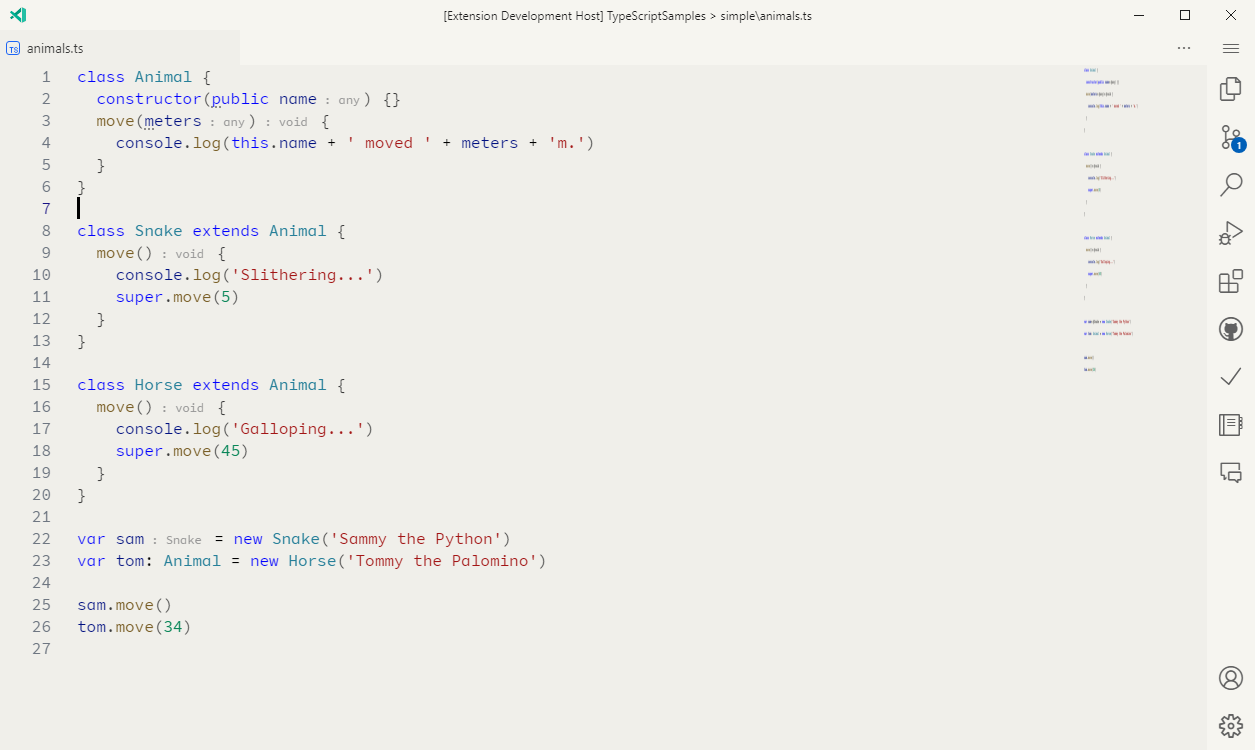 [Extension Development Host] TypeScriptSamples > simple\animals.ts
TS animals.ts
1 class Animal {
2 constructor(public name : any ) {}
3 move(meters : any ) : void {
4 console.log(this.name + ' moved ' + meters + 'm.')
5 }
6 }
7
8 class Snake extends Animal {
9 move() : void {
10 console.log('Slithering...')
11 super.move(5)
12 }
13 }
14
15 class Horse extends Animal {
16 move() : void {
17 console.log('Galloping...')
18 super.move(45)
19 }
20 }
21
22 var sam : Snake = new Snake('Sammy the Python')
23 var tom: Animal = new Horse('Tommy the Palomino')
24
25 sam.move()
26 tom.move(34)
27
1